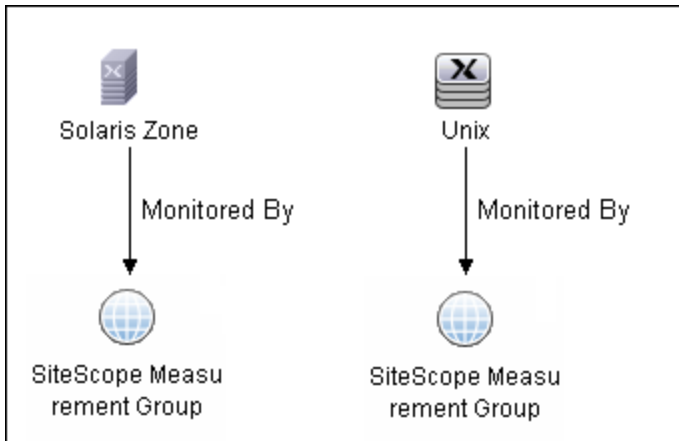 Solaris Zone
Unix
Monitored By
Monitored By
SiteScope Measu
rement Group
SiteScope Measu
rement Group